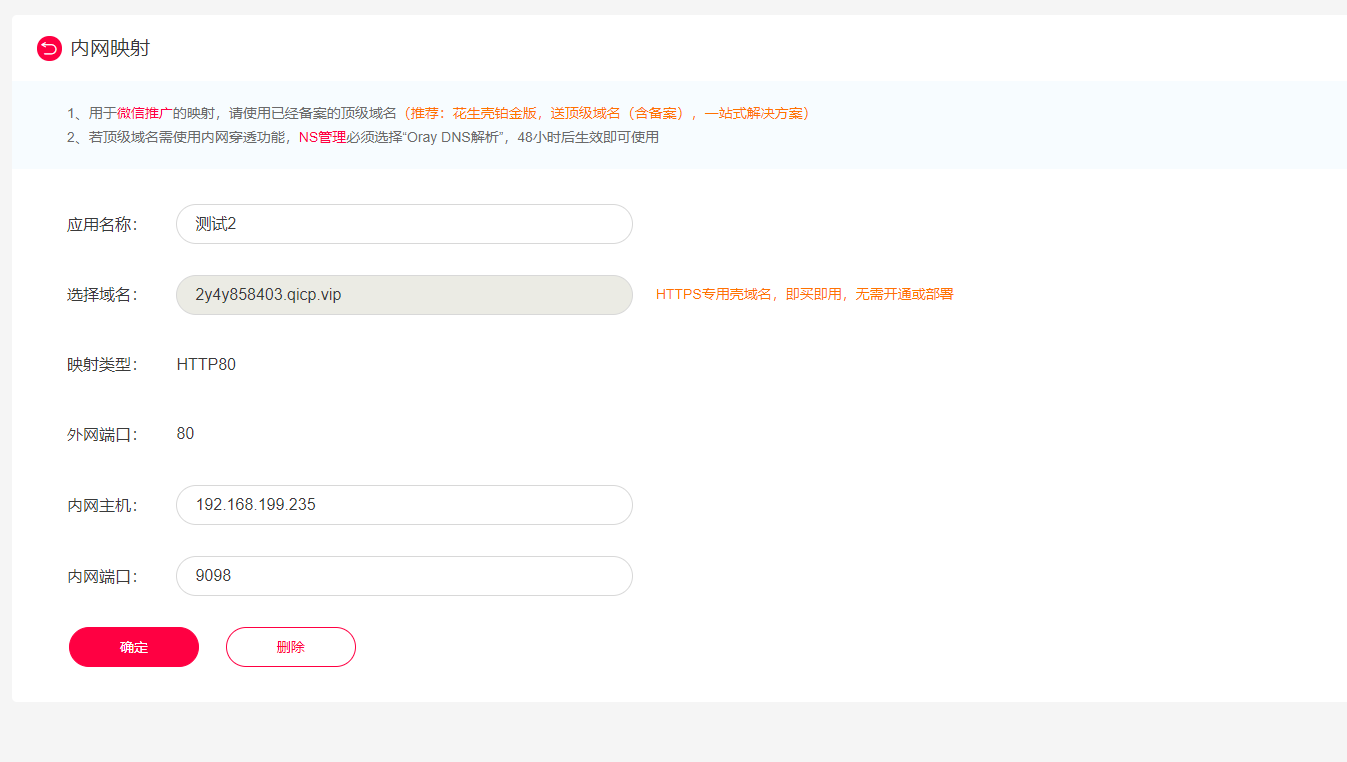 内网映射
1、用于微信推广的映射，请使用已经备案的顶级域名（推荐：花生壳铂金版，送顶级域名（含备案），一站式解决方案）
2、若顶级域名需使用内网穿透功能，NS管理必须选择“Oray DNS解析”，48小时后生效即可使用
应用名称： 测试2
选择域名： 2y4y858403.qicp.vip HTTPS专用壳域名，即买即用，无需开通或部署
映射类型： HTTP80
外网端口： 80
内网主机： 192.168.199.235
内网端口： 9098
确定 删除